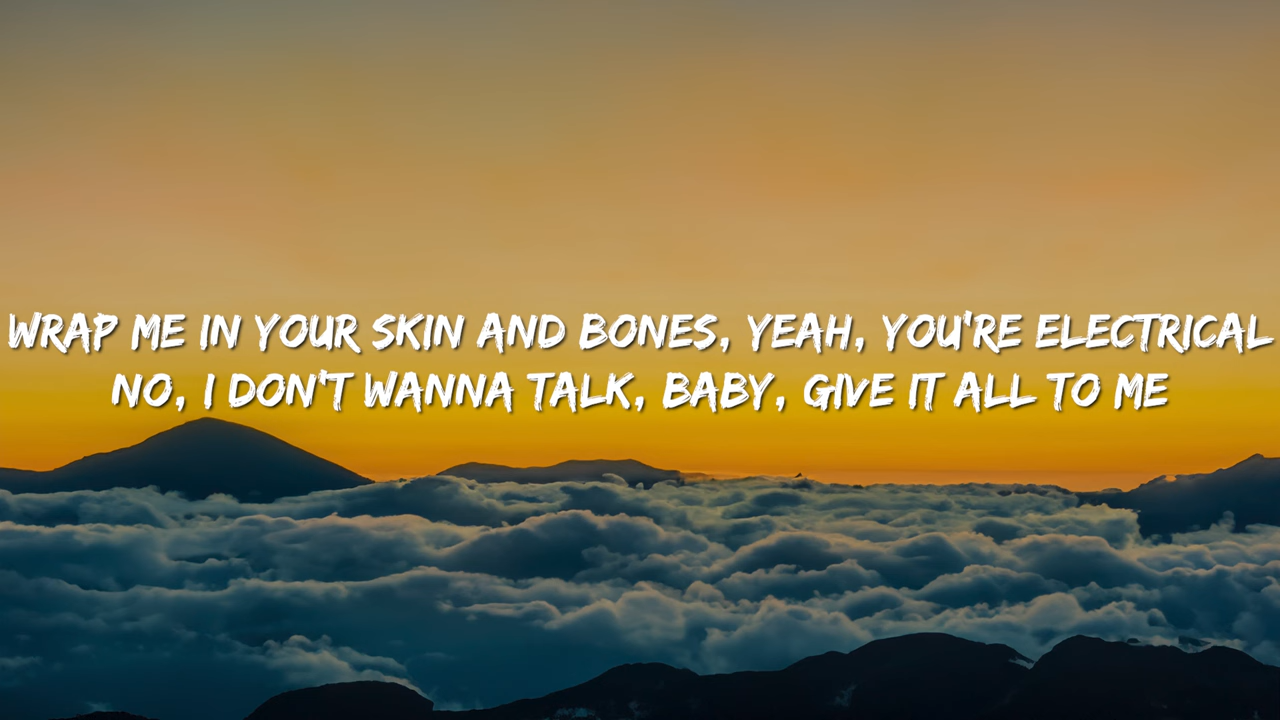 WRAP ME IN YOUR SKIN AND BONES, YEAH, YOU'RE ELECTRICAL
NO, I DON'T WANNA TALK, BABY, GIVE IT ALL TO ME